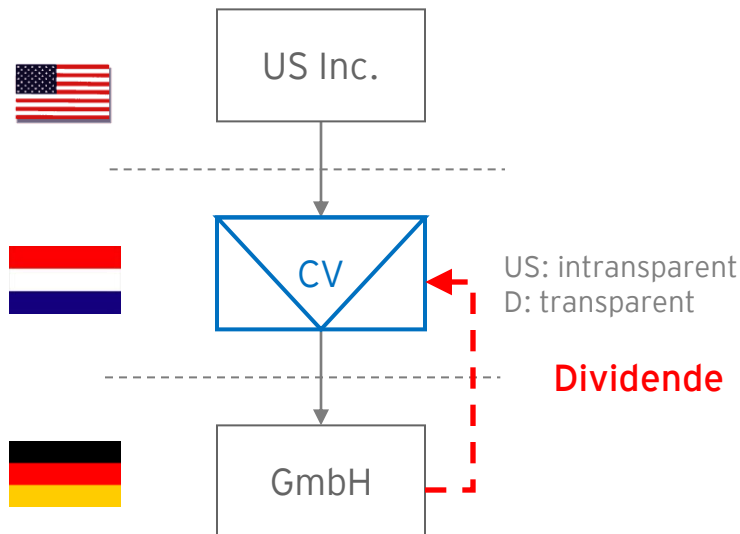 US Inc.
CV
US: intransparent
D: transparent
Dividende
GmbH